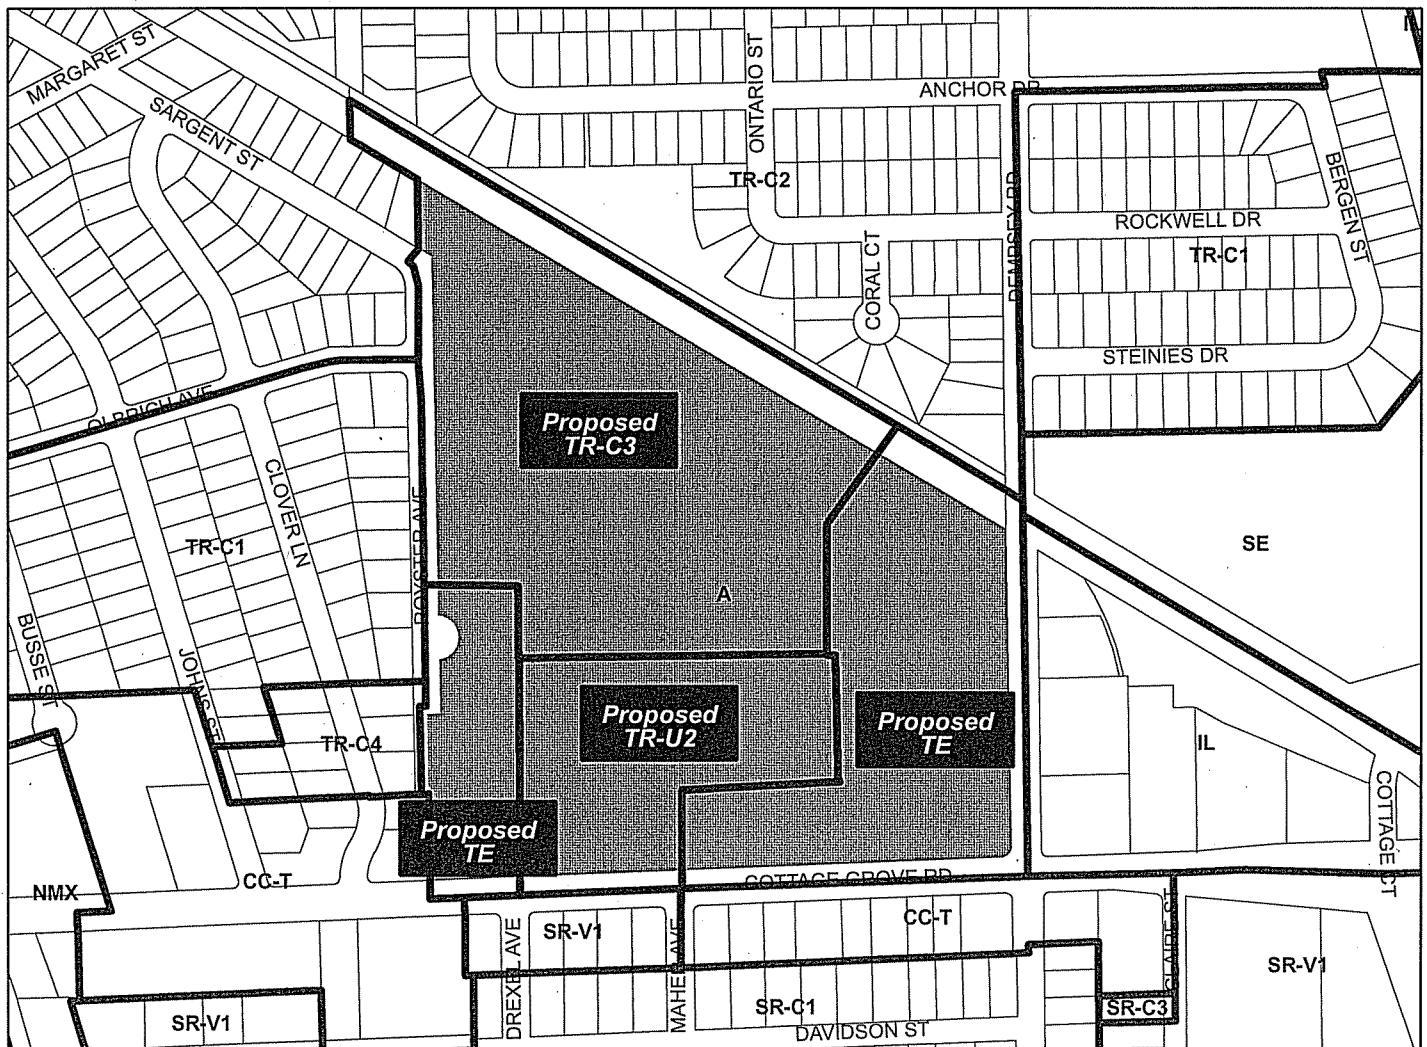 MARGARET ST
SARGENT ST
ONTARIO ST
ANCHOR DR
TR-C2
DEMPSEY RD
ROCKWELL DR
BERGEN ST
TR-C1
CORAL CT
STEINIES DR
OLBRICH AVE
Proposed
TR-C3
CLOVER LN
TR-C1
ROYSTER AVE
SE
A
BUSSE ST
JOHNS ST
Proposed
TR-U2
Proposed
TE
TR-C4
IL
COTTAGE CT
Proposed
TE
CC-T
NMX
COTTAGE GROVE RD
CC-T
SR-V1
DREXEL AVE
MAHER AVE
CLAIRE ST
SR-V1
SR-C1
SR-C3
SR-V1
DAVIDSON ST